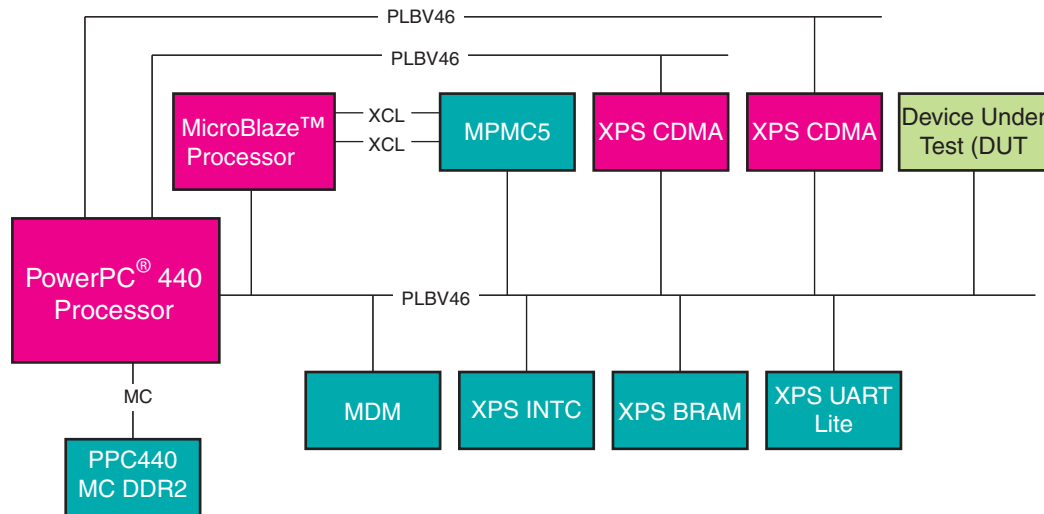 PLBV46
PLBV46
MicroBlaze™
Processor
XCL
XCL
MPMC5
XPS CDMA
XPS CDMA
Device Under
Test (DUT
PowerPC® 440
Processor
PLBV46
MC
MDM
XPS INTC
XPS BRAM
XPS UART
Lite
PPC440
MC DDR2